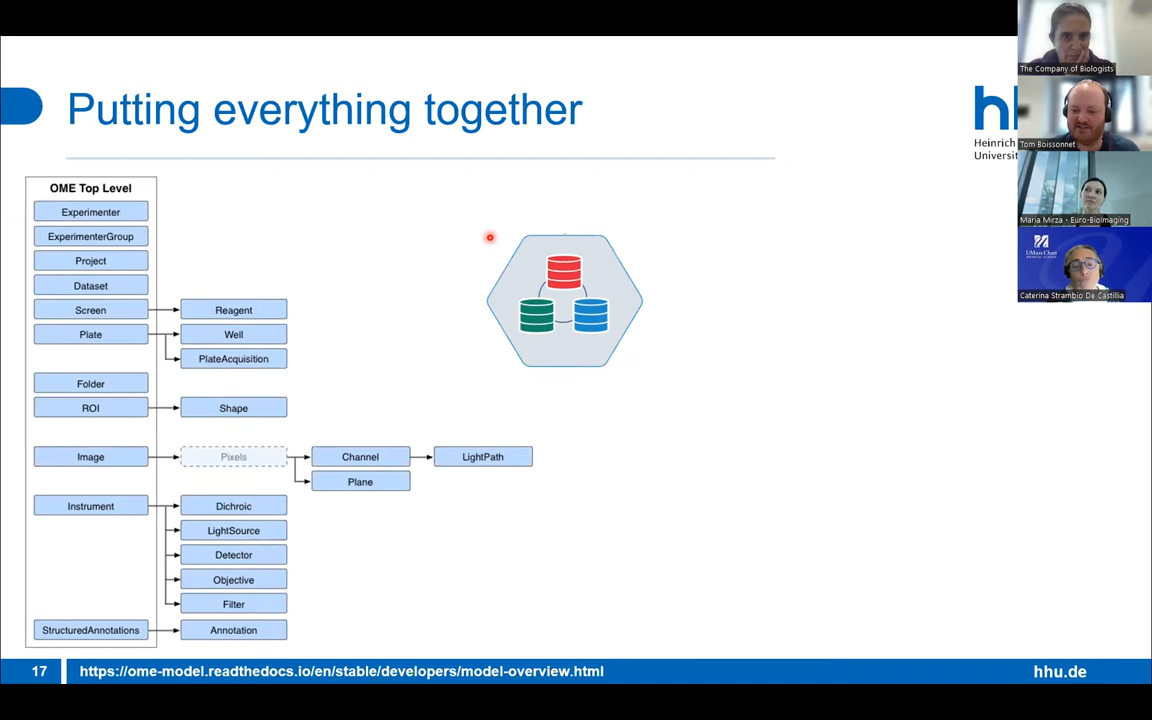 Putting everything together
hh
Heinrich
Universit
OME Top Level
Experimenter
ExperimenterGroup
Project
Dataset
Screen
Reagent
Plate
Well
PlateAcquisition
Folder
ROI
Shape
Image
Pixels
Channel
LightPath
Plane
Instrument
Dichroic
LightSource
Detector
Objective
Filter
StructuredAnnotations
Annotation
17
https://ome-model.readthedocs.io/en/stable/developers/model-overview.html
hhu.de
The Company of Biologists
Tom Boissonnet
Maria Mirza - Euro-BioImaging
UMass Chan
Caterina Strambio De Castillia